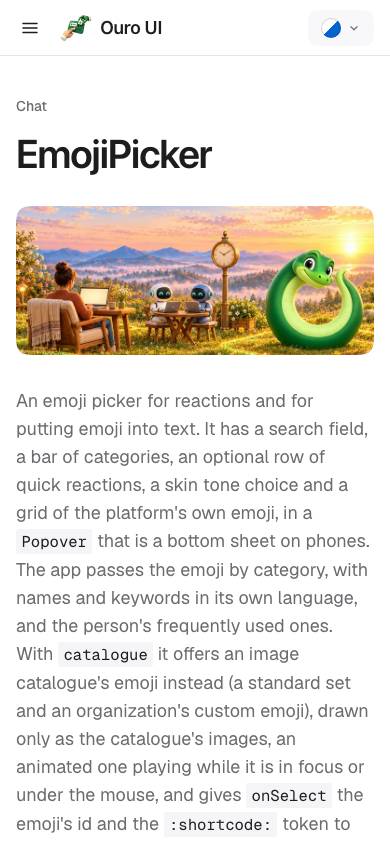 Ouro UI
Chat
EmojiPicker
An emoji picker for reactions and for
putting emoji into text. It has a search field,
a bar of categories, an optional row of
quick reactions, a skin tone choice and a
grid of the platform's own emoji, in a
Popover that is a bottom sheet on phones.
The app passes the emoji by category, with
names and keywords in its own language,
and the person's frequently used ones.
With catalogue it offers an image
catalogue's emoji instead (a standard set
and an organization's custom emoji), drawn
only as the catalogue's images, an
animated one playing while it is in focus or
under the mouse, and gives onSelect the
emoji's id and the :shortcode: token to